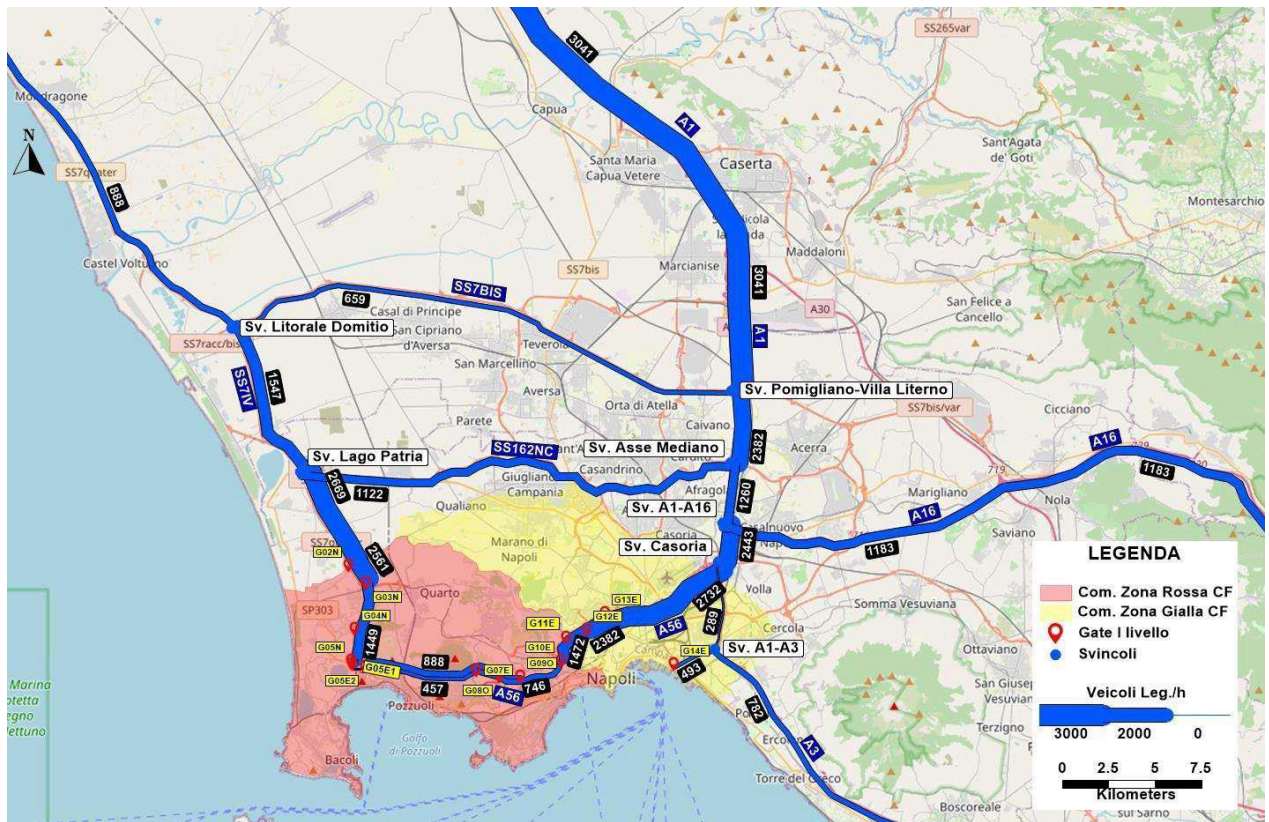 SS265var
3041
Mondragone
Capua
A1
N
Sant'Agata
de' Goti
Santa Maria
Capua Vetere
Caserta
SS7quater
888
Montesarchio
Castel Volturno
Maddaloni
SS7bis
Marcianise
3041
SS7BIS
659
San Felice a
Cancello
A30
Casal di Principe
San Cipriano
d'Aversa
Sv. Litorale Domitio
Teverola
A1
SS7racc/bis
San Marcellino
1547
SS7IV
Aversa
Sv. Pomigliano-Villa Literno
Orta di Atella
SS7bis/var
Parete
Caivano
Cicciano
SS162NC
Sv. Asse Mediano
2382
Acerra
A16
Sv. Lago Patria
Casandrino
719
1183
2669
1122
Giugliano in
Campania
Afragola
1260
Marigliano
A16
Nola
Qualiano
Sv. A1-A16
Casalnuovo
Casoria
Saviano
Marano di
Napoli
Sv. Casoria
2443
1183
LEGENDA
G02N
2561
Volla
Com. Zona Rossa CF
G03N
Quarto
2732
Somma Vesuviana
Com. Zona Gialla CF
SP303
G13E
G04N
G12E
G11E
A56
289
Cercola
Gate I livello
1449
G10E
2382
G14E
Sv. A1-A3
Svincoli
G05N
888
1472
G05E1
G07E
G09O
493
Napoli
G05E2
457
G08O
746
A56
Pozzuoli
Ottaviano
Veicoli Leg./h
782
Terzigno
3000 2000 0
Golfo
di Pozzuoli
A3
Bacoli
0 2.5 5 7.5
Kilometers
Torre del Greco
Boscoreale
sul Sarno